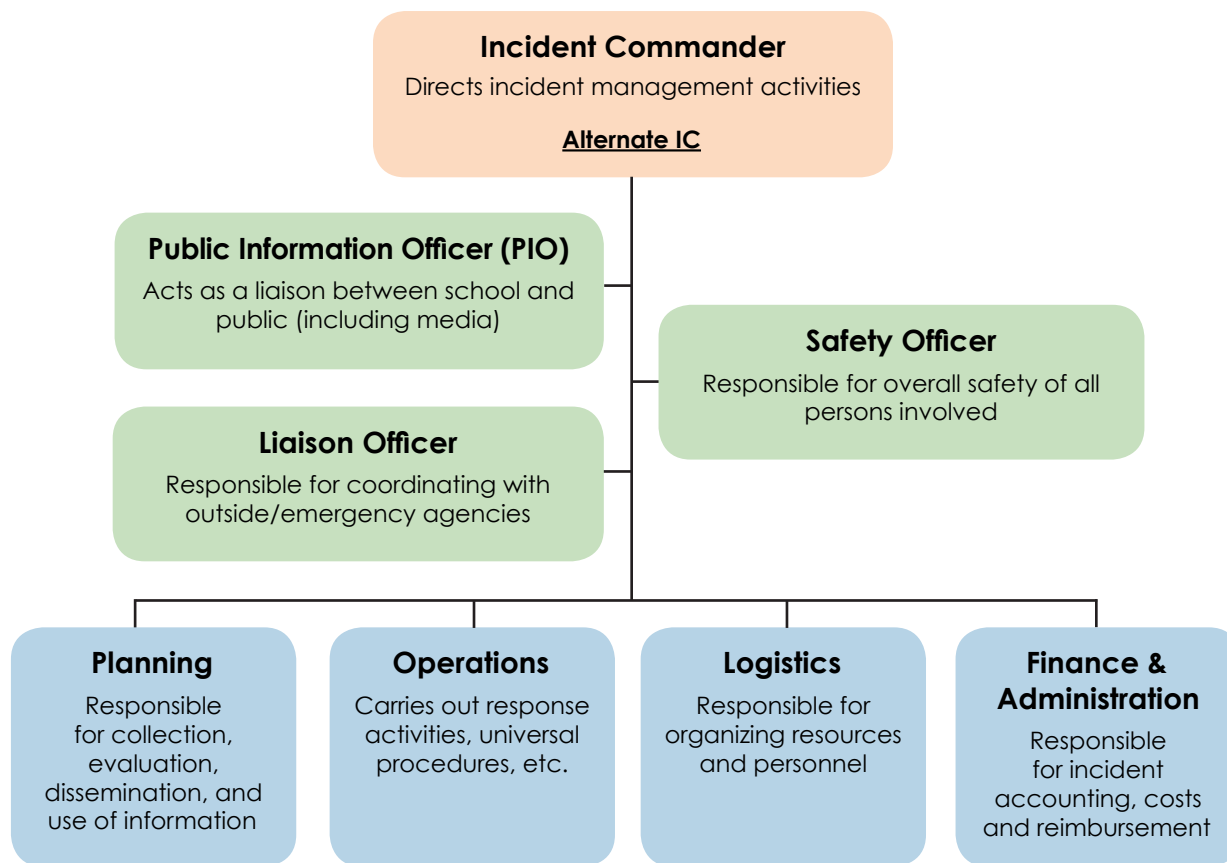 Incident Commander
Directs incident management activities
Alternate IC
Public Information Officer (PIO)
Acts as a liaison between school and
public (including media)
Safety Officer
Responsible for overall safety of all
persons involved
Liaison Officer
Responsible for coordinating with
outside/emergency agencies
Planning
Responsible
for collection,
evaluation,
dissemination, and
use of information
Operations
Carries out response
activities, universal
procedures, etc.
Logistics
Responsible for
organizing resources
and personnel
Finance &
Administration
Responsible
for incident
accounting, costs
and reimbursement